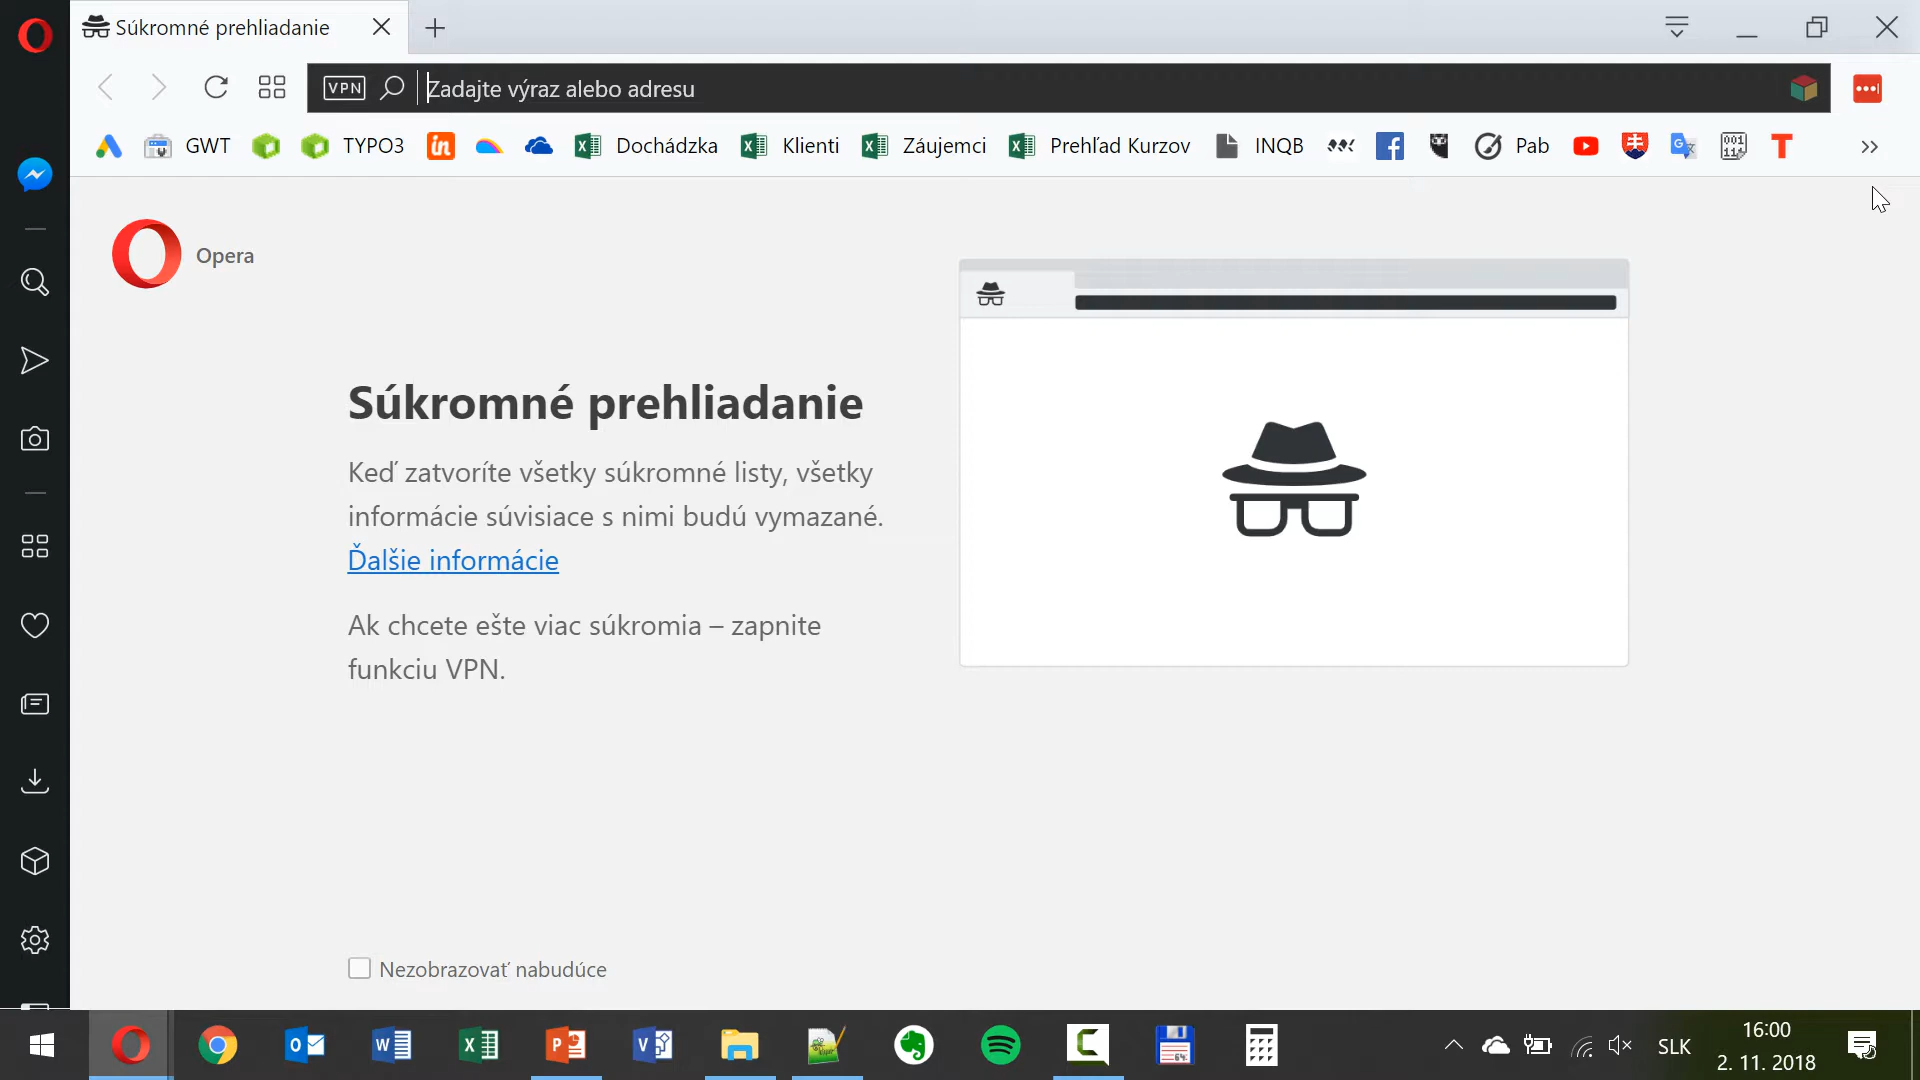 Súkromné prehliadanie
VPN Zadajte výraz alebo adresu
GWT TYPO3 in Dochádzka Klienti Záujemci Prehľad Kurzov INQB Pab T
Opera
Súkromné prehliadanie
Keď zatvoríte všetky súkromné listy, všetky
informácie súvisiace s nimi budú vymazané.
Ďalšie informácie
Ak chcete ešte viac súkromia – zapnite
funkciu VPN.
Nezobrazovať nabudúce
SLK
16:00
2. 11. 2018